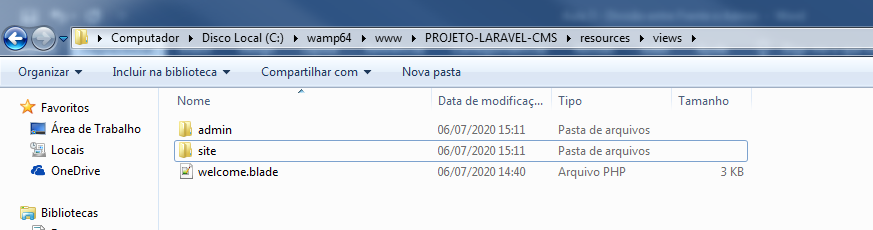 Computador ▸ Disco Local (C:) ▸ wamp64 ▸ www ▸ PROJETO-LARAVEL-CMS ▸ resources ▸ views ▸
Organizar Incluir na biblioteca Compartilhar com Nova pasta
Favoritos
Área de Trabalho
Locais
OneDrive
Bibliotecas
Nome Data de modificaç... Tipo Tamanho
admin 06/07/2020 15:11 Pasta de arquivos
site 06/07/2020 15:11 Pasta de arquivos
welcome.blade 06/07/2020 14:40 Arquivo PHP 3 KB